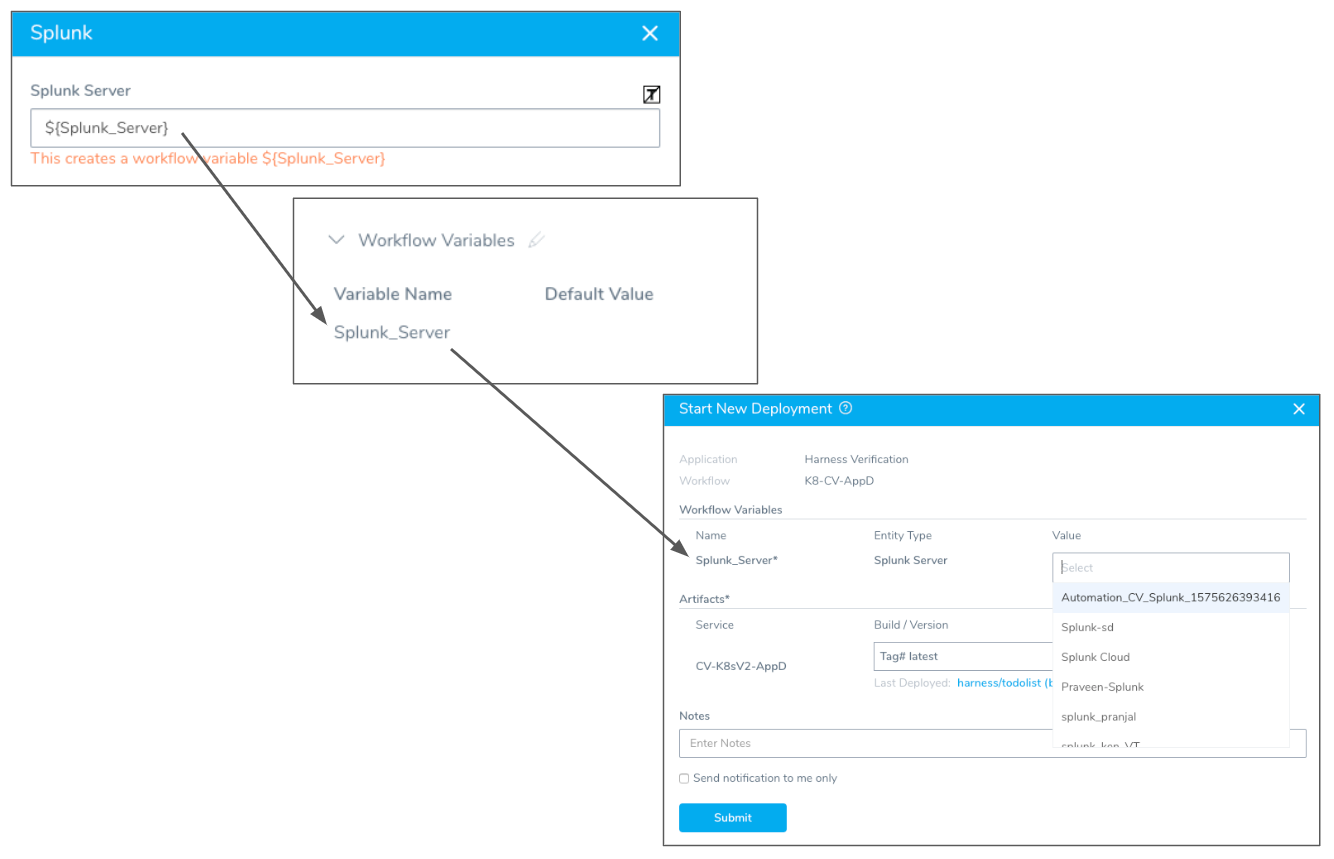 Splunk
Splunk Server
${Splunk_Server}
This creates a workflow variable ${Splunk_Server}
Workflow Variables
Variable Name Default Value
Splunk_Server
Start New Deployment
Application Harness Verification
Workflow K8-CV-AppD
Workflow Variables
Name Entity Type Value
Splunk_Server* Splunk Server Select
Automation_CV_Splunk_1575626393416
Artifacts*
Service Build / Version Splunk-sd
Tag# latest Splunk Cloud
CV-K8sV2-AppD
Last Deployed: harness/todolist (b Praveen-Splunk
Notes splunk_pranjal
Enter Notes splunk_ken_VT
Send notification to me only
Submit